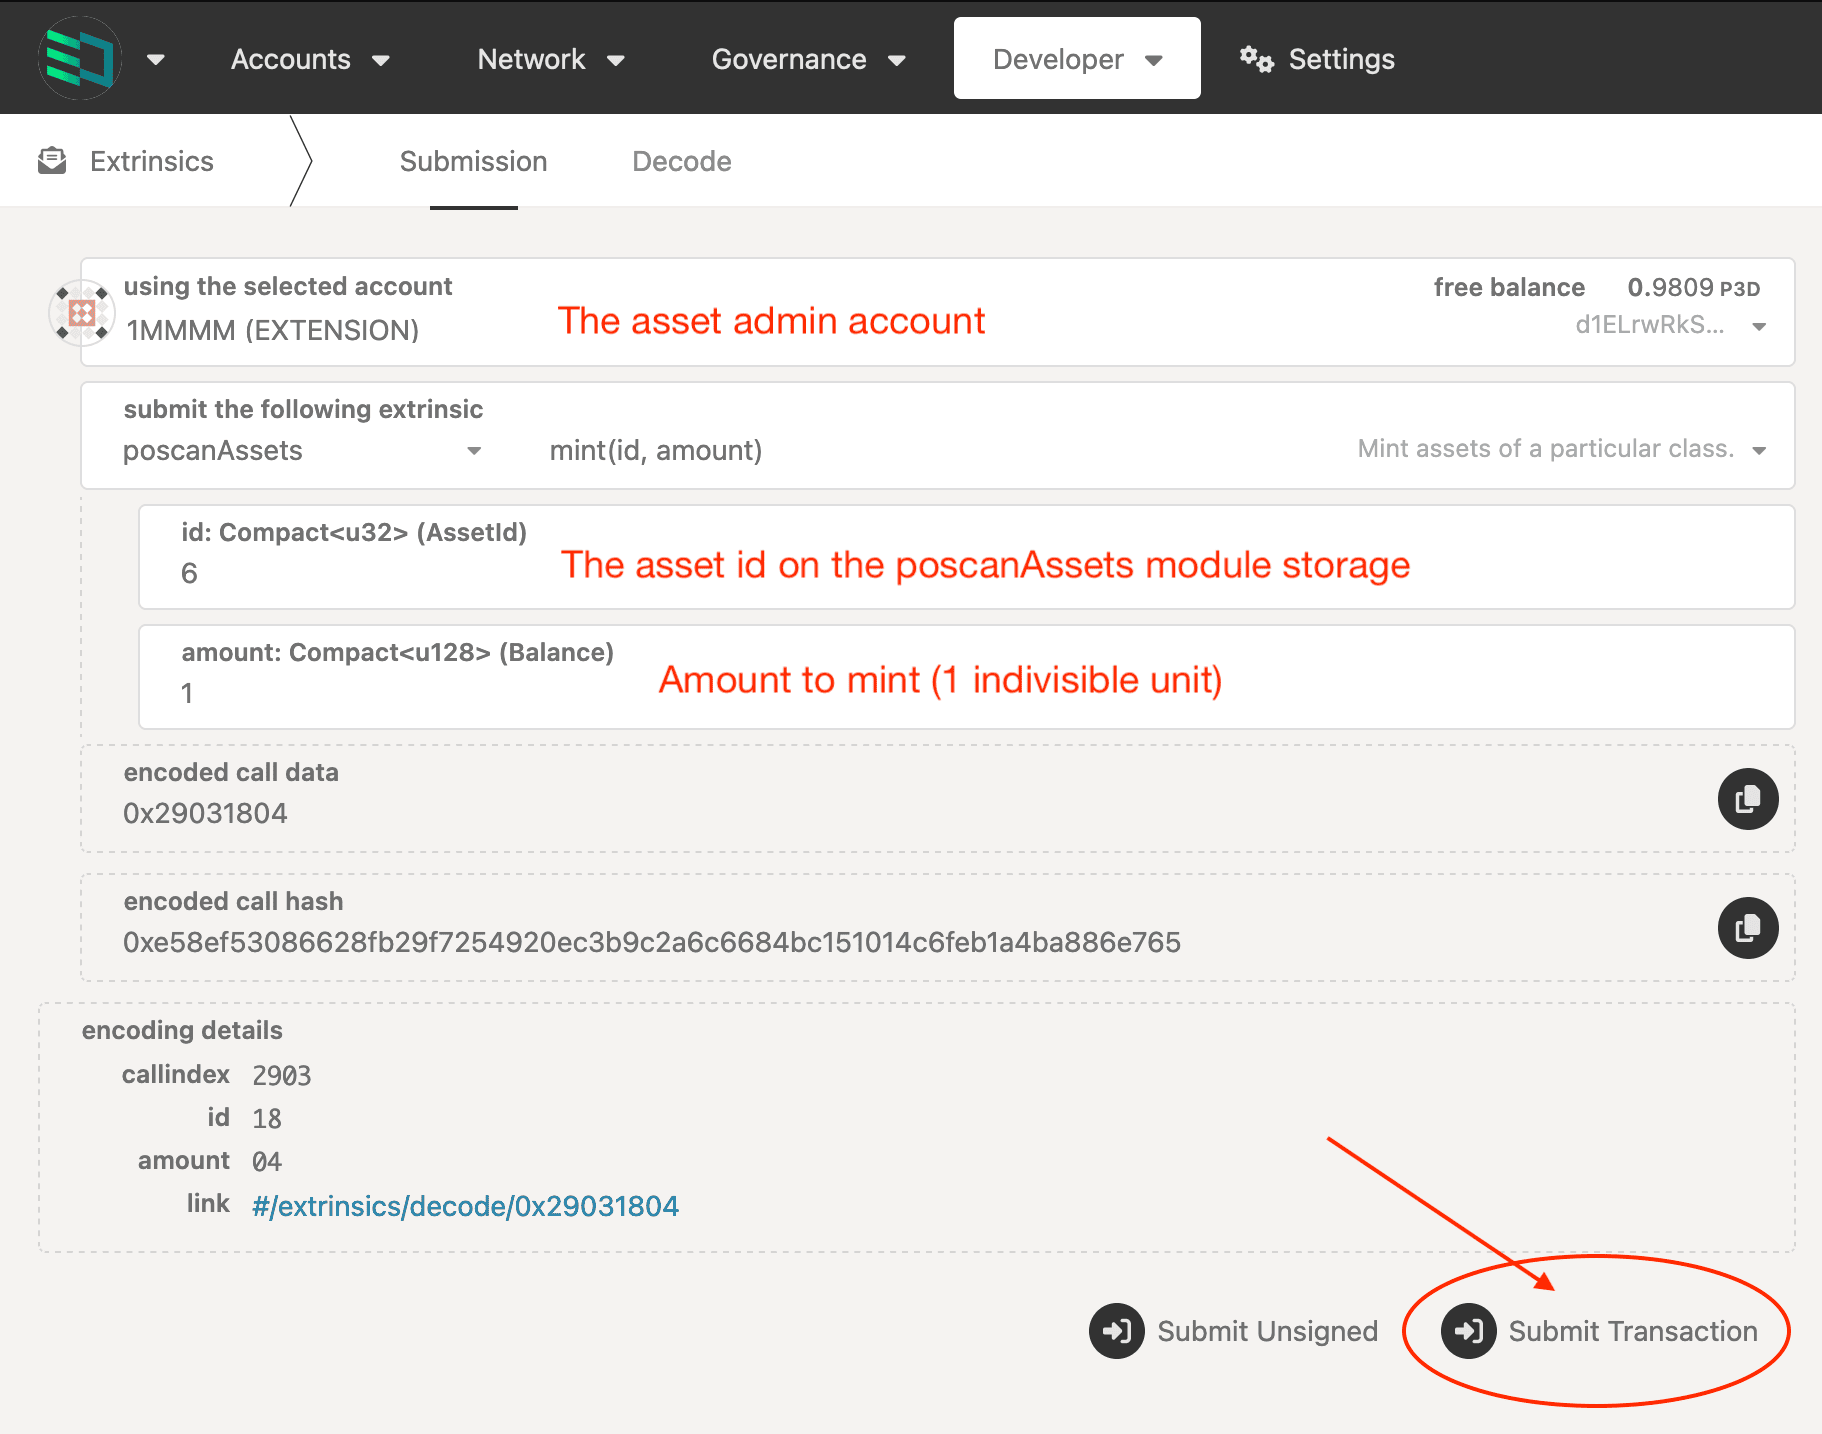 Accounts Network Governance Developer Settings
Extrinsics Submission Decode
using the selected account
1MMMM (EXTENSION)
The asset admin account
free balance 0.9809 P3D
d1ELrwRkS...
submit the following extrinsic
poscanAssets mint(id, amount) Mint assets of a particular class.
id: Compact<u32> (AssetId)
6
The asset id on the poscanAssets module storage
amount: Compact<u128> (Balance)
1
Amount to mint (1 indivisible unit)
encoded call data
0x29031804
encoded call hash
0xe58ef53086628fb29f7254920ec3b9c2a6c6684bc151014c6feb1a4ba886e765
encoding details
callindex 2903
id 18
amount 04
link #/extrinsics/decode/0x29031804
Submit Unsigned Submit Transaction